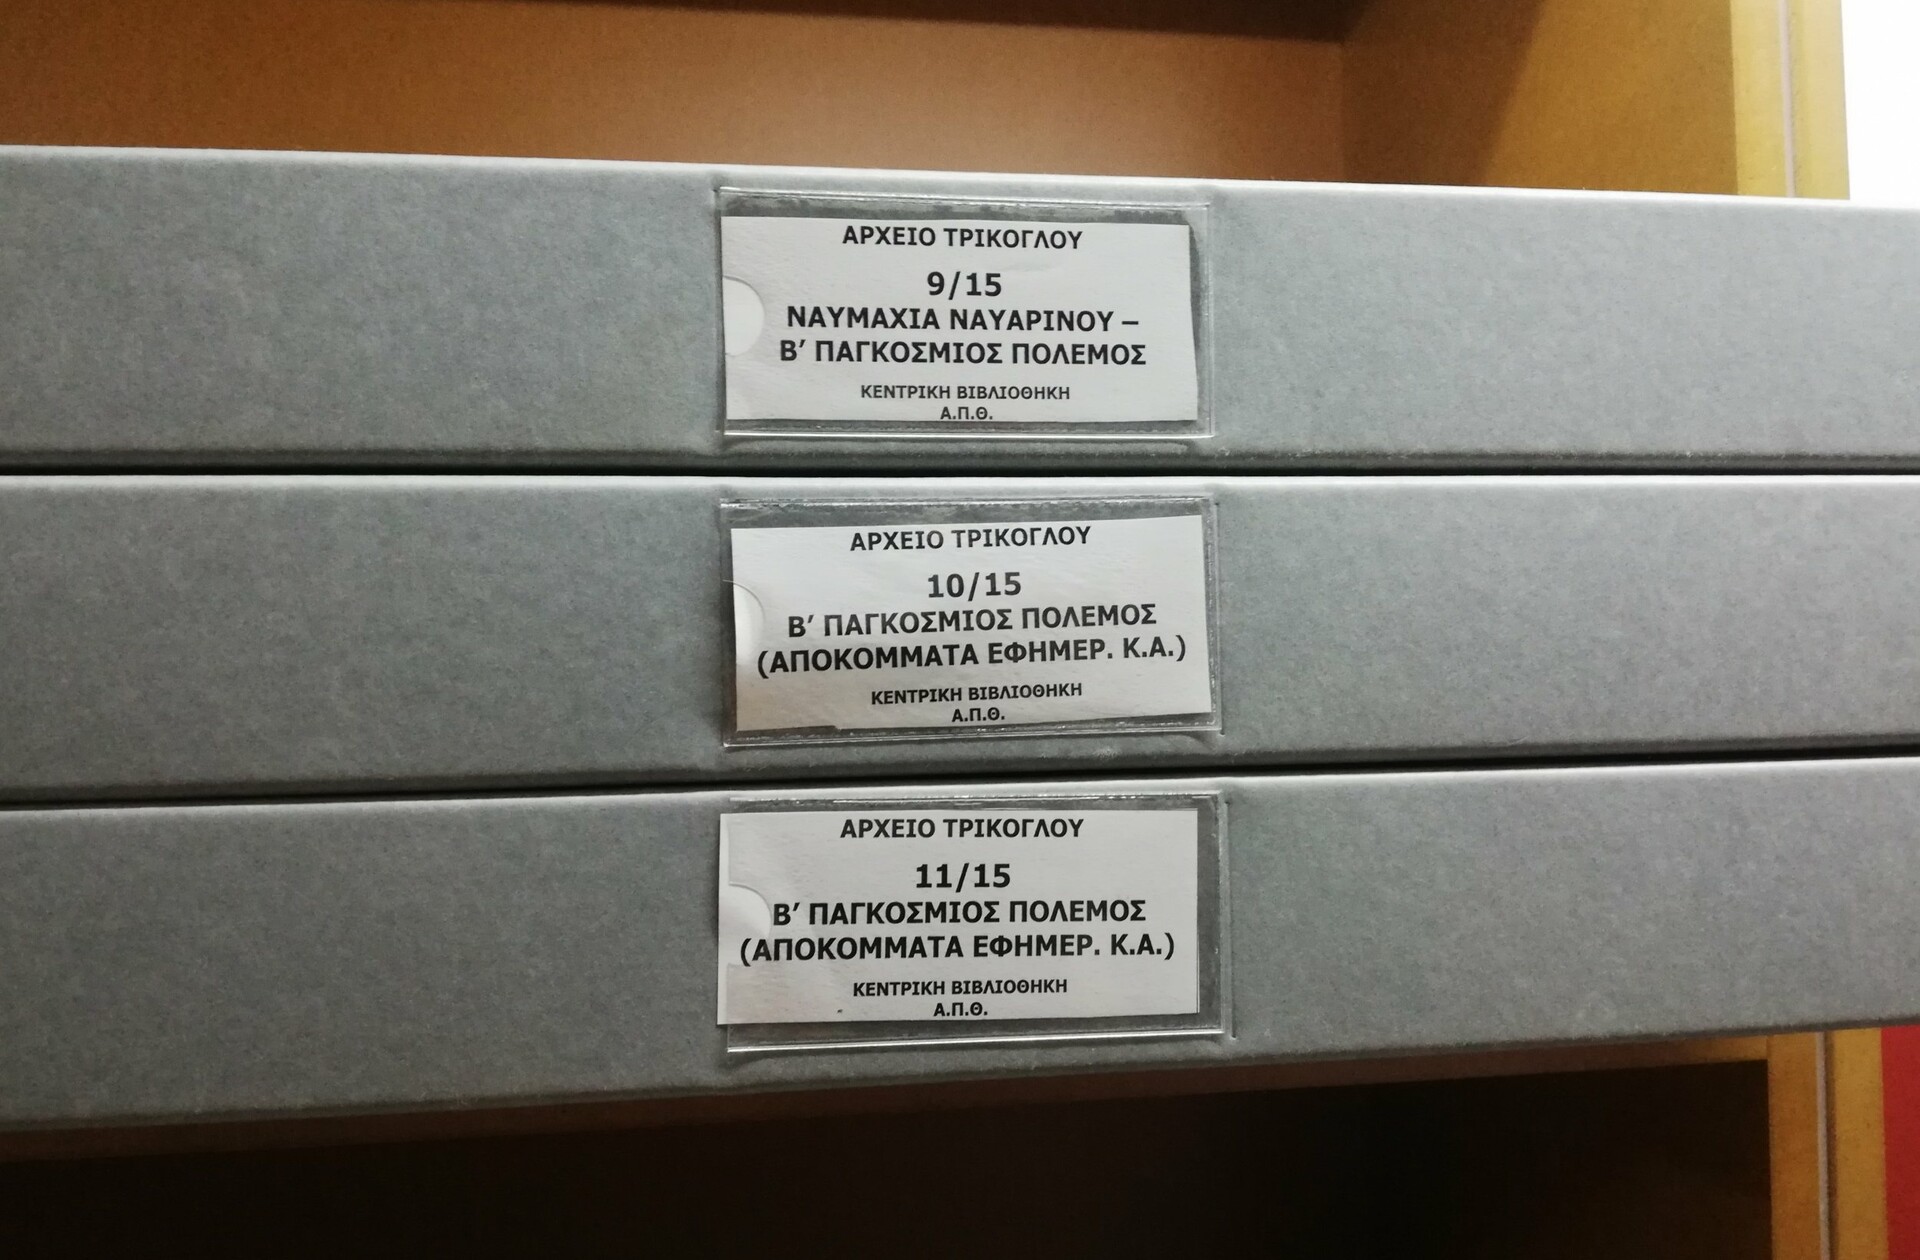 ΑΡΧΕΙΟ ΤΡΙΚΟΓΛΟΥ
9/15
ΝΑΥΜΑΧΙΑ ΝΑΥΑΡΙΝΟΥ –
Β’ ΠΑΓΚΟΣΜΙΟΣ ΠΟΛΕΜΟΣ
ΚΕΝΤΡΙΚΗ ΒΙΒΛΙΟΘΗΚΗ
Α.Π.Θ.
ΑΡΧΕΙΟ ΤΡΙΚΟΓΛΟΥ
10/15
Β’ ΠΑΓΚΟΣΜΙΟΣ ΠΟΛΕΜΟΣ
(ΑΠΟΚΟΜΜΑΤΑ ΕΦΗΜΕΡ. Κ.Α.)
ΚΕΝΤΡΙΚΗ ΒΙΒΛΙΟΘΗΚΗ
Α.Π.Θ.
ΑΡΧΕΙΟ ΤΡΙΚΟΓΛΟΥ
11/15
Β’ ΠΑΓΚΟΣΜΙΟΣ ΠΟΛΕΜΟΣ
(ΑΠΟΚΟΜΜΑΤΑ ΕΦΗΜΕΡ. Κ.Α.)
ΚΕΝΤΡΙΚΗ ΒΙΒΛΙΟΘΗΚΗ
Α.Π.Θ.